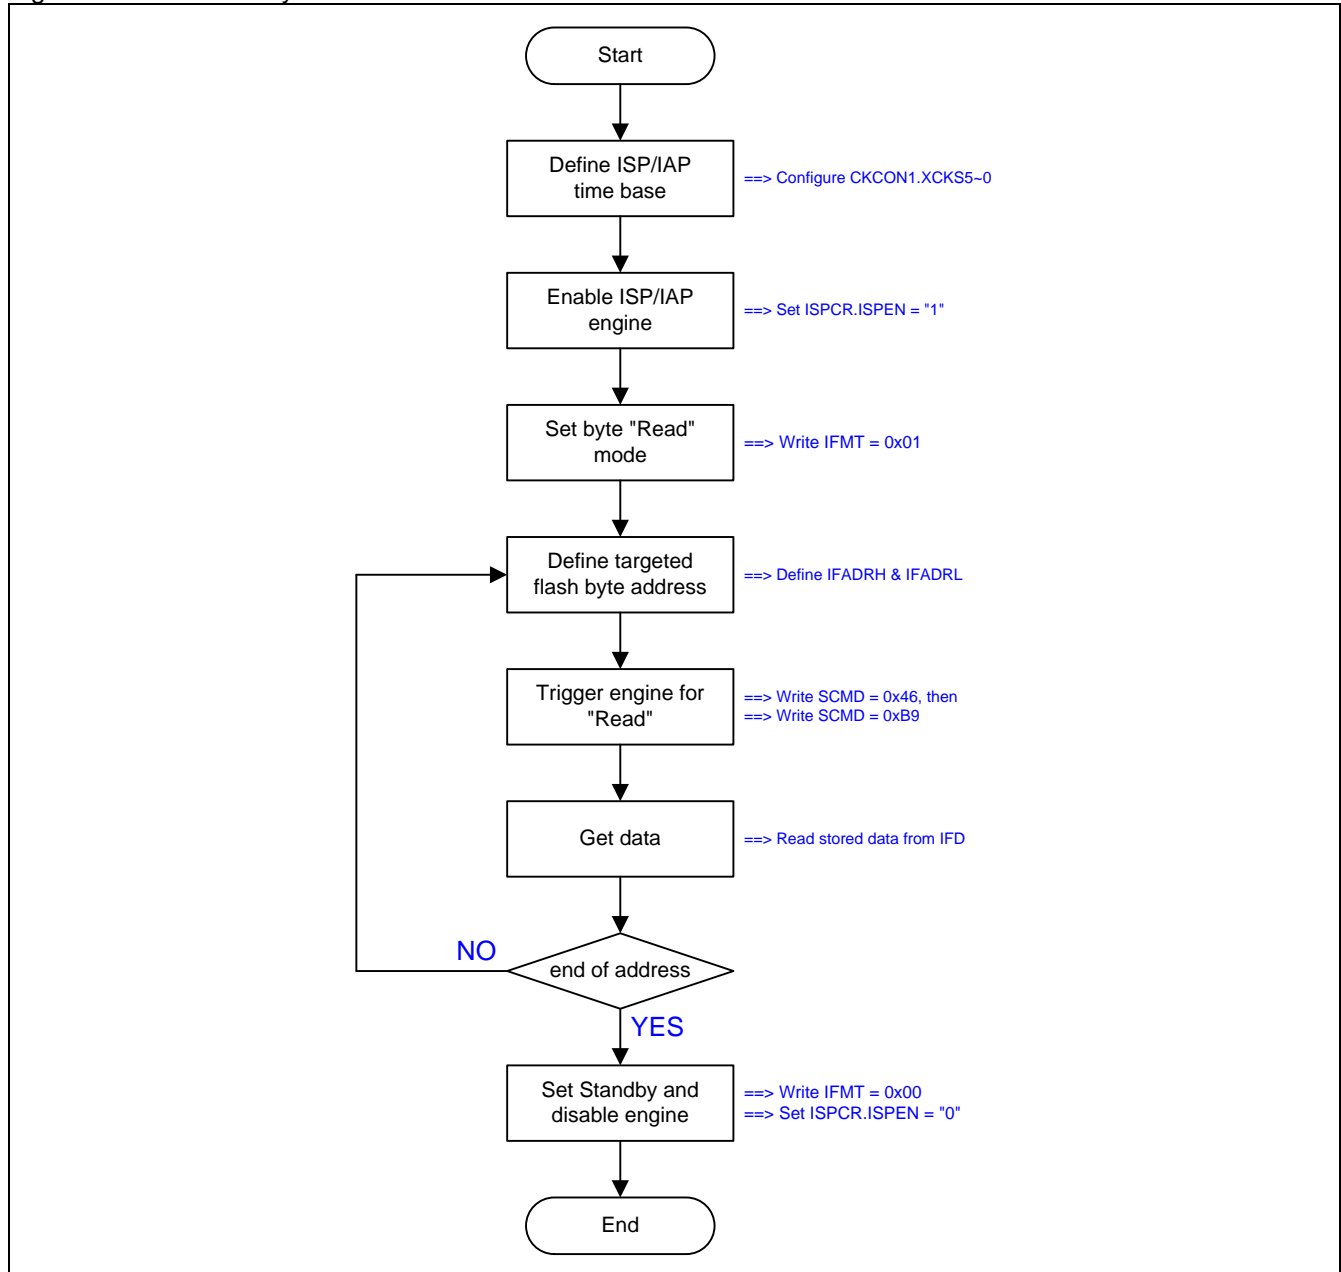 Start
Define ISP/IAP
time base
==> Configure CKCON1.XCKS5~0
Enable ISP/IAP
engine
==> Set ISPCR.ISPEN = "1"
Set byte "Read"
mode
==> Write IFMT = 0x01
Define targeted
flash byte address
==> Define IFADRH & IFADRL
Trigger engine for
"Read"
==> Write SCMD = 0x46, then
==> Write SCMD = 0xB9
Get data
==> Read stored data from IFD
NO
end of address
YES
Set Standby and
disable engine
==> Write IFMT = 0x00
==> Set ISPCR.ISPEN = "0"
End